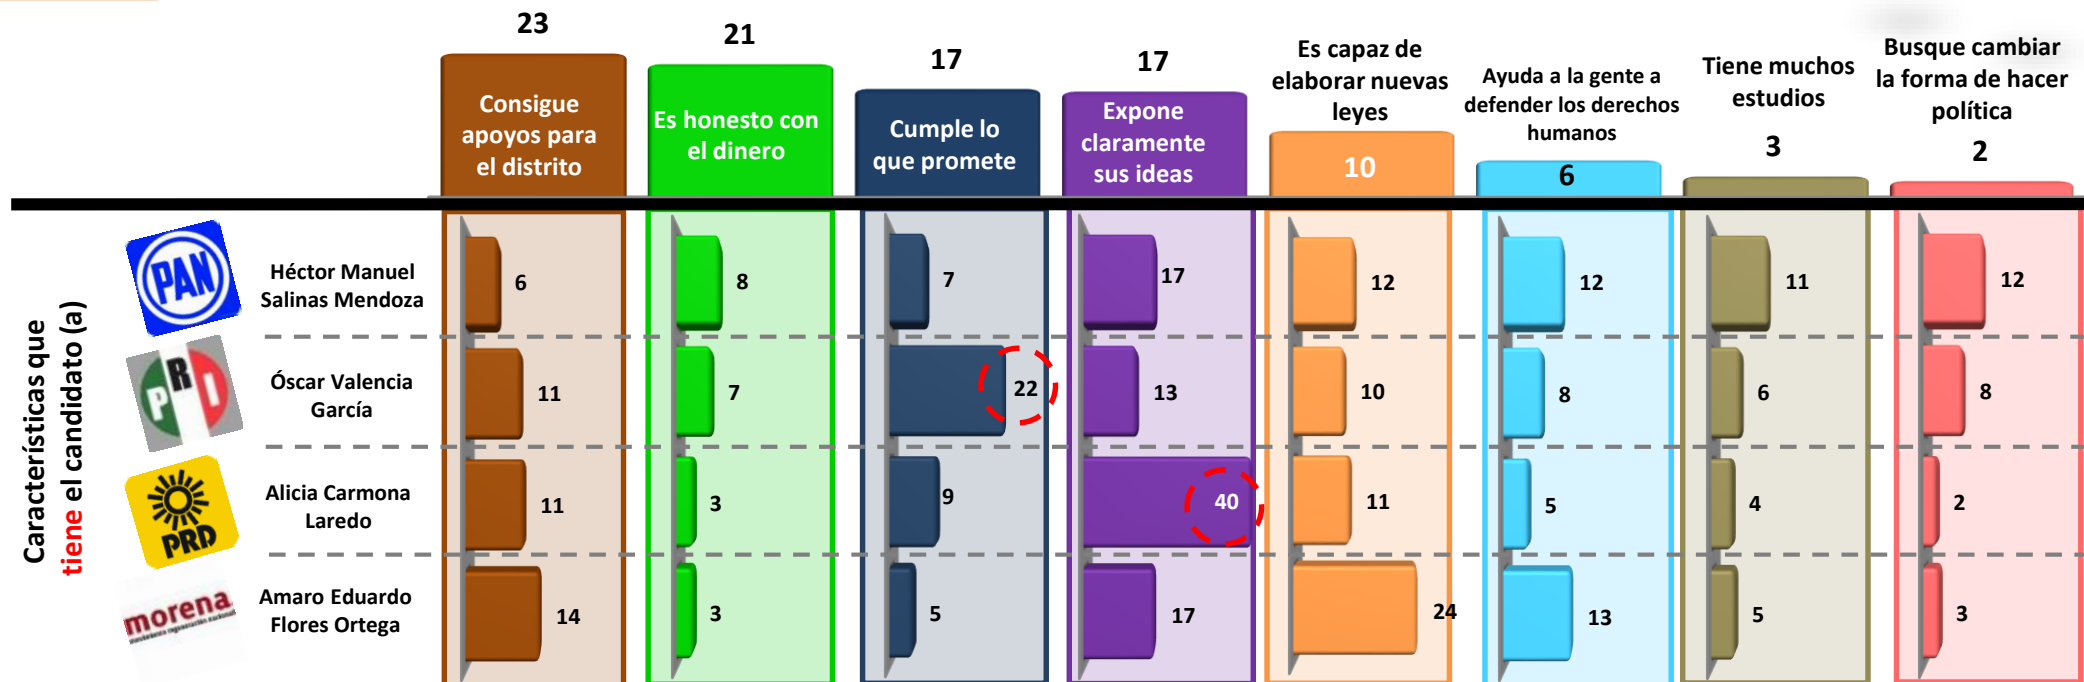 23
21
17
17
Consigue
apoyos para
el distrito
Es honesto con
el dinero
Cumple lo
que promete
Expone
claramente
sus ideas
Es capaz de
elaborar nuevas
leyes
10
Ayuda a la gente a
defender los derechos
humanos
6
Tiene muchos
estudios
3
Busque cambiar
la forma de hacer
política
2
Características que
tiene el candidato (a)
PAN
Héctor Manuel
Salinas Mendoza
6
8
7
17
12
12
11
12
PRI
Óscar Valencia
García
11
7
22
13
10
8
6
8
PRD
Alicia Carmona
Laredo
11
3
9
40
11
5
4
2
morena
Amaro Eduardo
Flores Ortega
14
3
5
17
24
13
5
3